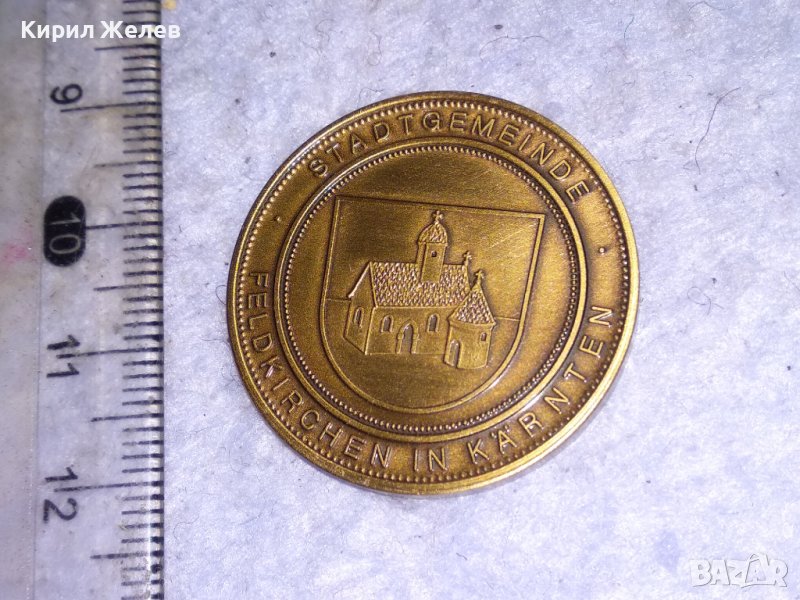 Кирил Желев
9
10
11
12
· STADTGEMEINDE ·
FELDKIRCHEN IN KÄRNTEN
BAZAR